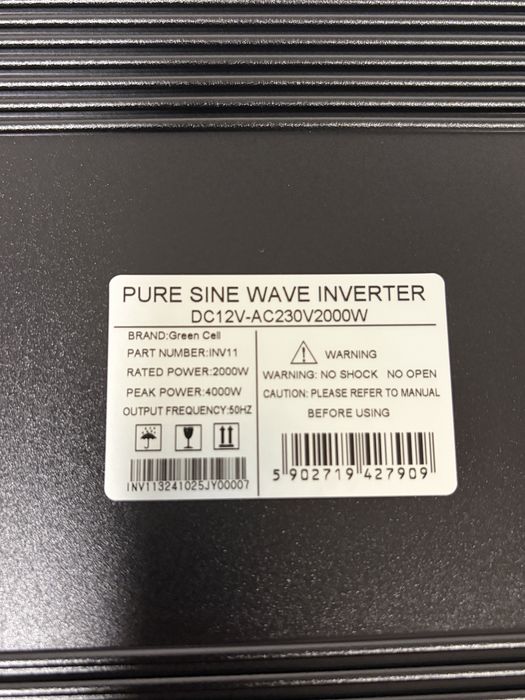 PURE SINE WAVE INVERTER
DC12V-AC230V2000W
BRAND:Green Cell
PART NUMBER:INV11
RATED POWER:2000W
PEAK POWER:4000W
OUTPUT FREQUENCY:50HZ
INV113241025JY00007
WARNING
WARNING: NO SHOCK NO OPEN
CAUTION: PLEASE REFER TO MANUAL
BEFORE USING
5 902719 427909